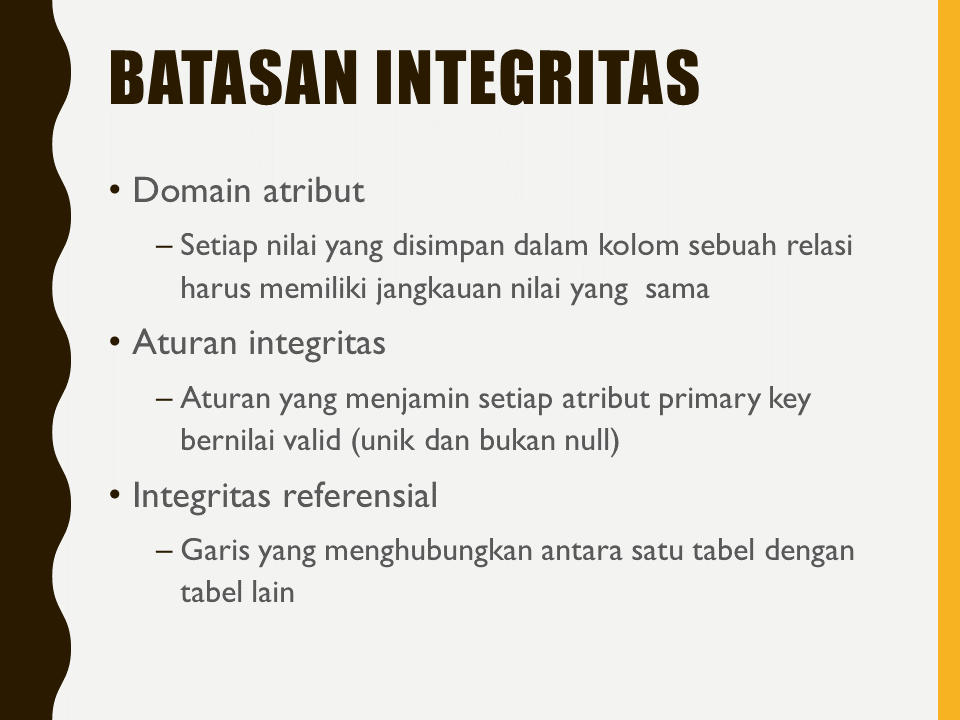 BATASAN INTEGRITAS
• Domain atribut
– Setiap nilai yang disimpan dalam kolom sebuah relasi
harus memiliki jangkauan nilai yang  sama
• Aturan integritas
– Aturan yang menjamin setiap atribut primary key
bernilai valid (unik dan bukan null)
• Integritas referensial
– Garis yang menghubungkan antara satu tabel dengan
tabel lain